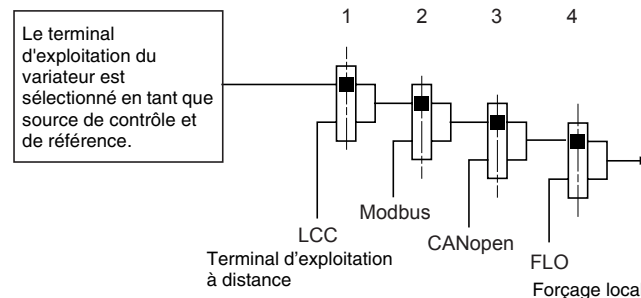 1 2 3 4
Le terminal
d'exploitation du
variateur est
sélectionné en tant que
source de contrôle et
de référence.
Modbus
LCC
Terminal d’exploitation
à distance
CANopen
FLO
Forçage loca